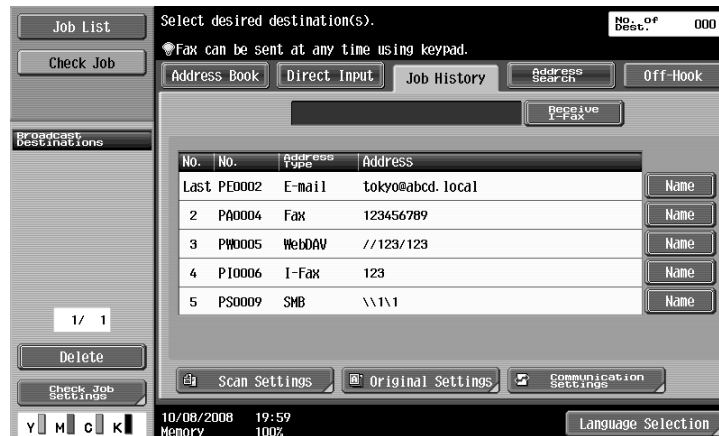 Job List
Check Job
Select desired destination(s).
No. of Dest. 000
Fax can be sent at any time using keypad.
Address Book
Direct Input
Job History
Address Search
Off-Hook
Receive I-Fax
Broadcast Destinations
No. No. Address Type Address
Last PE0002 E-mail tokyo@abcd.local Name
2 PA0004 Fax 123456789 Name
3 PW0005 WebDAV //123/123 Name
4 PI0006 I-Fax 123 Name
5 PS0009 SMB \\1\1 Name
1/ 1
Delete
Check Job Settings
Scan Settings
Original Settings
Communication Settings
Y M C K
10/08/2008 19:59
Memory 100%
Language Selection